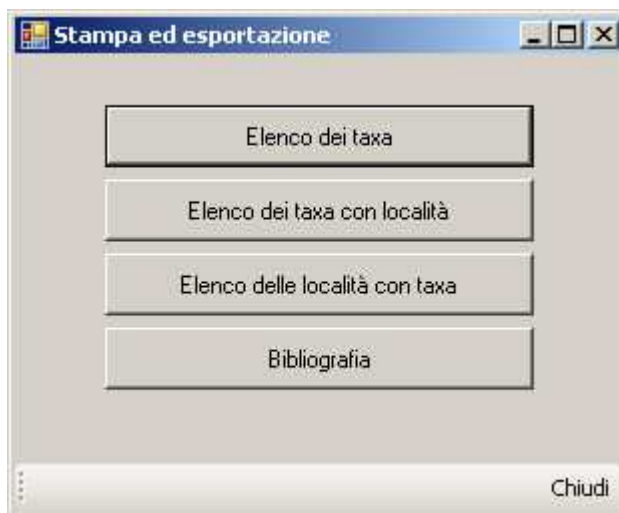 Stampa ed esportazione
Elenco dei taxa
Elenco dei taxa con località
Elenco delle località con taxa
Bibliografia
Chiudi